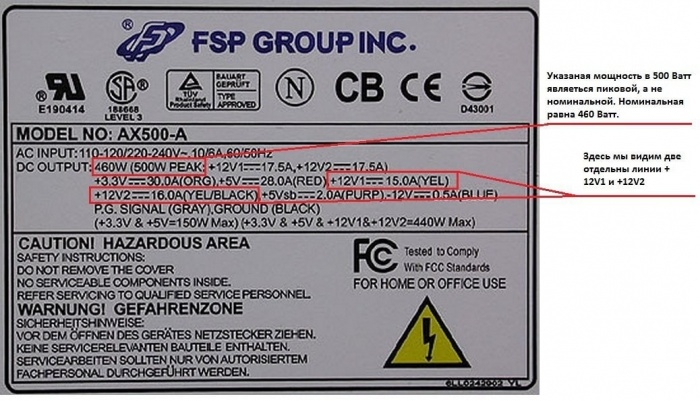 ® FSP GROUP INC.
E190414
188668
LEVEL 3
TÜV
Rheinland
Product Safety
BAUART
GEPRÜFT
TYPE
APPROVED
N
CB
CE
D43001
MODEL NO: AX500-A
AC INPUT: 110-120/220-240V~ 10/6A,60/50Hz
DC OUTPUT: 460W (500W PEAK: +12V1⎓17.5A,+12V2⎓17.5A)
+3.3V⎓30.0A(ORG),+5V⎓28.0A(RED) +12V1⎓15.0A(YEL)
+12V2⎓16.0A(YEL/BLACK) +5Vsb⎓2.0A(PURP),-12V⎓0.5A(BLUE)
P.G. SIGNAL (GRAY),GROUND (BLACK)
(+3.3V & +5V=150W Max) (+3.3V & +5V & +12V1&+12V2=440W Max)
CAUTION! HAZARDOUS AREA
SAFETY INSTRUCTIONS:
DO NOT REMOVE THE COVER
NO SERVICEABLE COMPONENTS INSIDE.
REFER SERVICING TO QUALIFIED SERVICE PERSONNEL.
WARNUNG! GEFAHRENZONE
SICHERHEITSHINWEISE:
VOR DEM ÖFFNEN DES GERÄTES NETZSTECKER ZIEHEN.
KEINE SERVICERELEVANTEN BAUTEILE ENTHALTEN.
SERVICEARBEITEN SOLLTEN NUR VON AUTORISIERTEM
FACHPERSONAL DURCHGEFÜHRT WERDEN.
FC Tested to Comply
With FCC Standards
FOR HOME OR OFFICE USE
Указаная мощность в 500 Ватт
являеться пиковой, а не
номинальной. Номинальная
равна 460 Ватт.
Здесь мы видим две
отдельны линии +
12V1 и +12V2